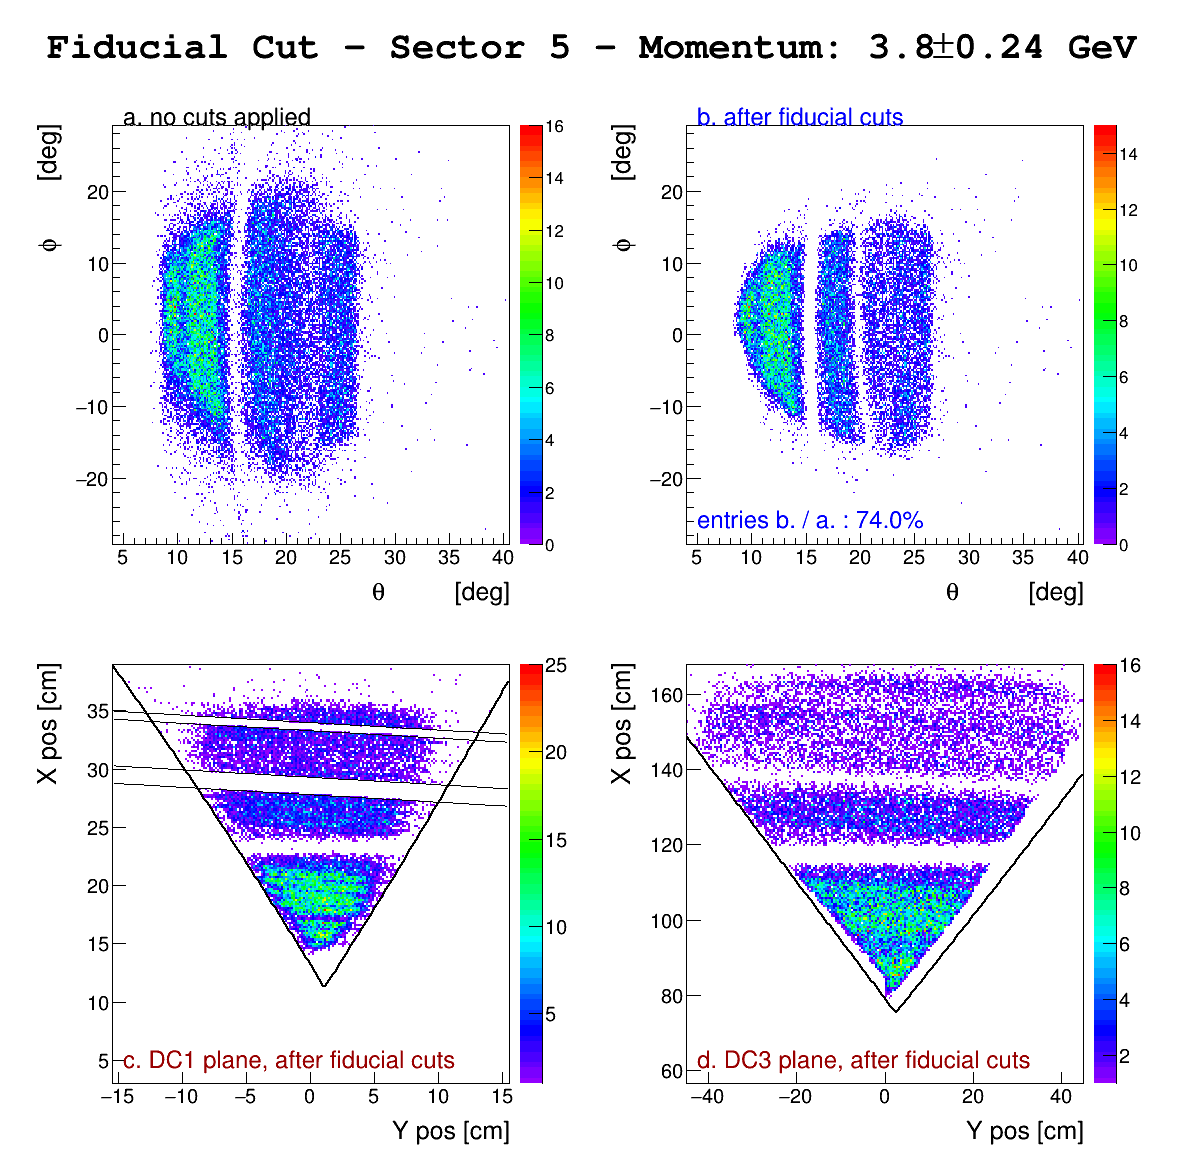 Fiducial Cut – Sector 5 – Momentum: 3.8±0.24 GeV
a. no cuts applied
ϕ [deg]
20
10
0
−10
−20
5 10 15 20 25 30 35 40
θ [deg]
16
14
12
10
8
6
4
2
0
b. after fiducial cuts
ϕ [deg]
20
10
0
−10
−20
entries b. / a. : 74.0%
5 10 15 20 25 30 35 40
θ [deg]
14
12
10
8
6
4
2
0
X pos [cm]
35
30
25
20
15
10
5
c. DC1 plane, after fiducial cuts
−15 −10 −5 0 5 10 15
Y pos [cm]
25
20
15
10
5
X pos [cm]
160
140
120
100
80
60
d. DC3 plane, after fiducial cuts
−40 −20 0 20 40
Y pos [cm]
16
14
12
10
8
6
4
2